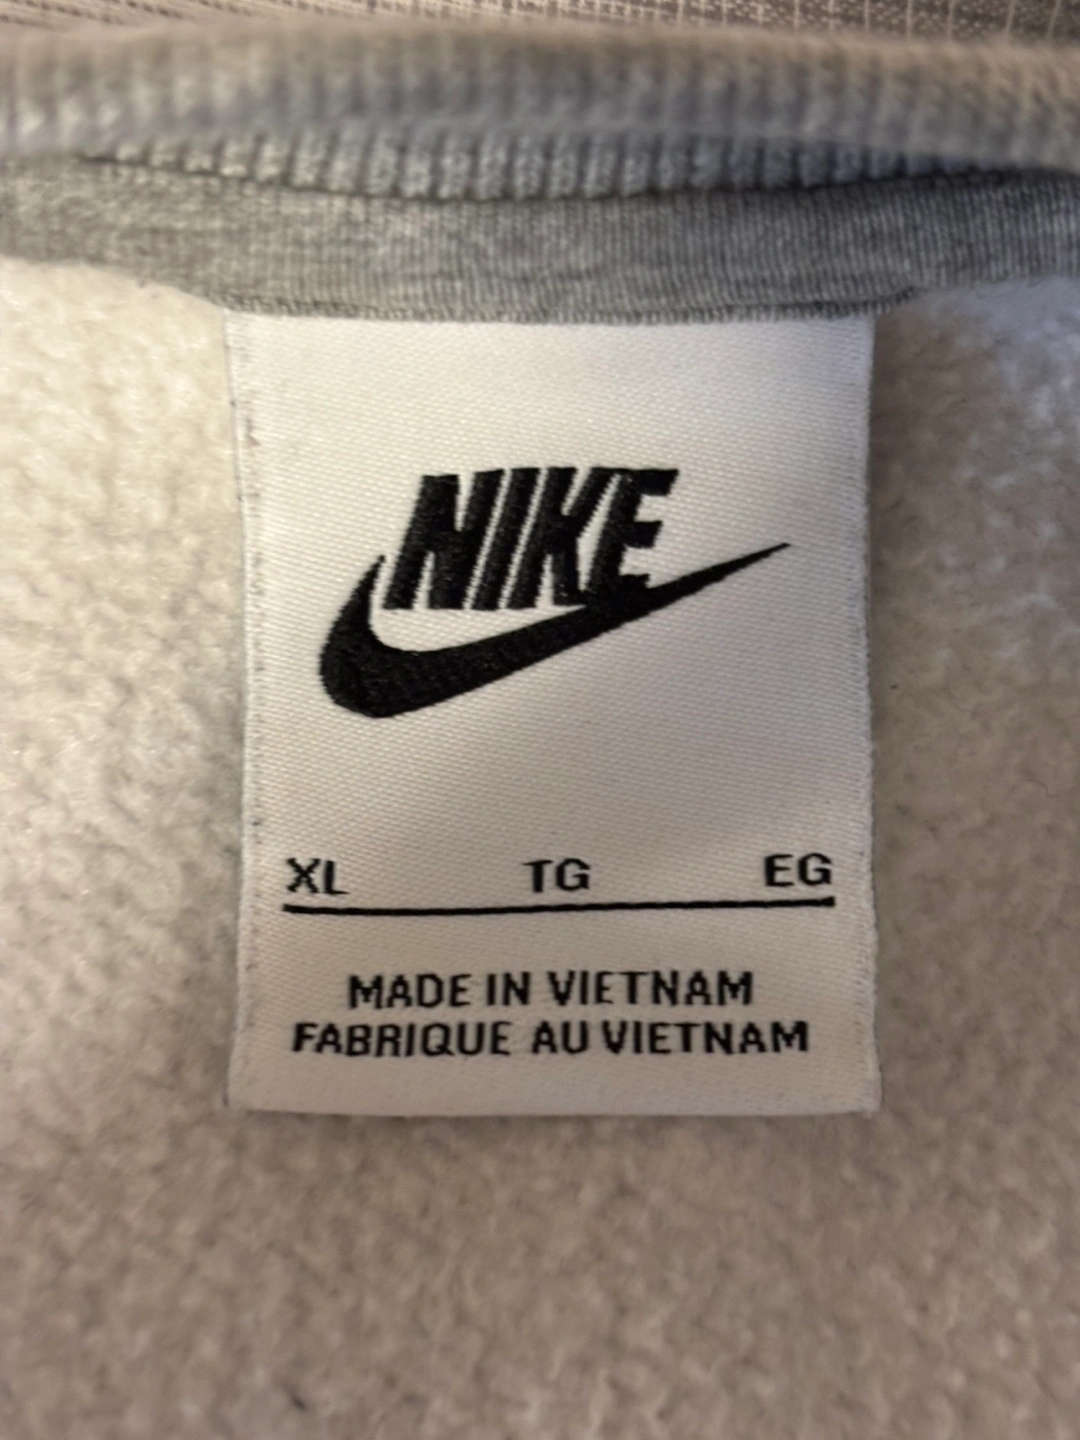 NIKE
XL TG EG
MADE IN VIETNAM
FABRIQUE AU VIETNAM